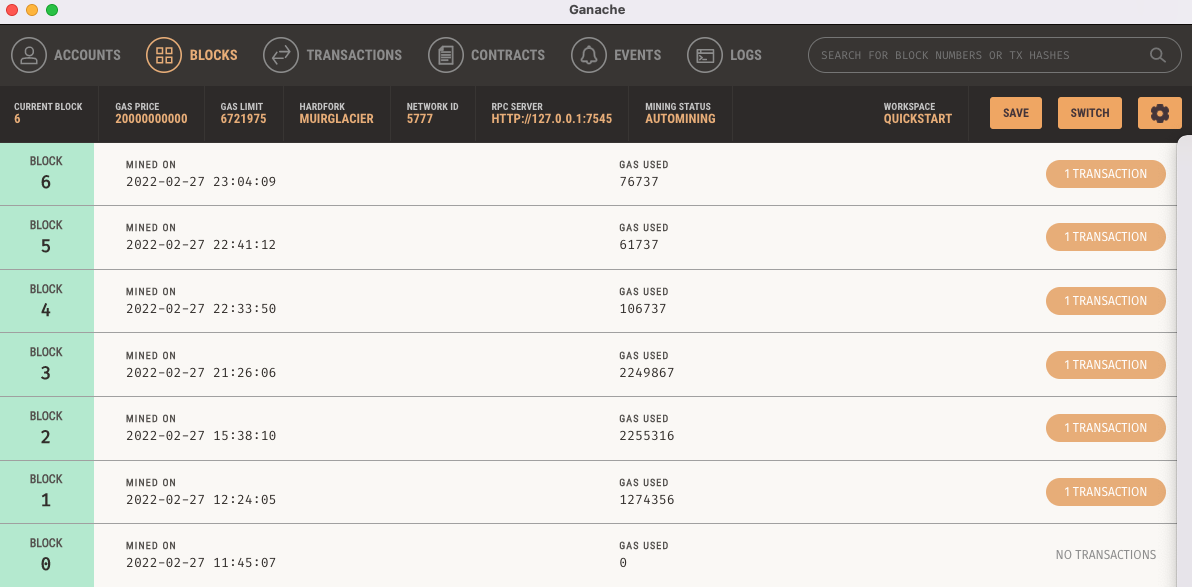 Ganache
ACCOUNTS BLOCKS TRANSACTIONS CONTRACTS EVENTS LOGS SEARCH FOR BLOCK NUMBERS OR TX HASHES
CURRENT BLOCK GAS PRICE GAS LIMIT HARDFORK NETWORK ID RPC SERVER MINING STATUS WORKSPACE
6 20000000000 6721975 MUIRGLACIER 5777 HTTP://127.0.0.1:7545 AUTOMINING QUICKSTART SAVE SWITCH
BLOCK MINED ON GAS USED
6 2022-02-27 23:04:09 76737 1 TRANSACTION
BLOCK MINED ON GAS USED
5 2022-02-27 22:41:12 61737 1 TRANSACTION
BLOCK MINED ON GAS USED
4 2022-02-27 22:33:50 106737 1 TRANSACTION
BLOCK MINED ON GAS USED
3 2022-02-27 21:26:06 2249867 1 TRANSACTION
BLOCK MINED ON GAS USED
2 2022-02-27 15:38:10 2255316 1 TRANSACTION
BLOCK MINED ON GAS USED
1 2022-02-27 12:24:05 1274356 1 TRANSACTION
BLOCK MINED ON GAS USED
0 2022-02-27 11:45:07 0 NO TRANSACTIONS